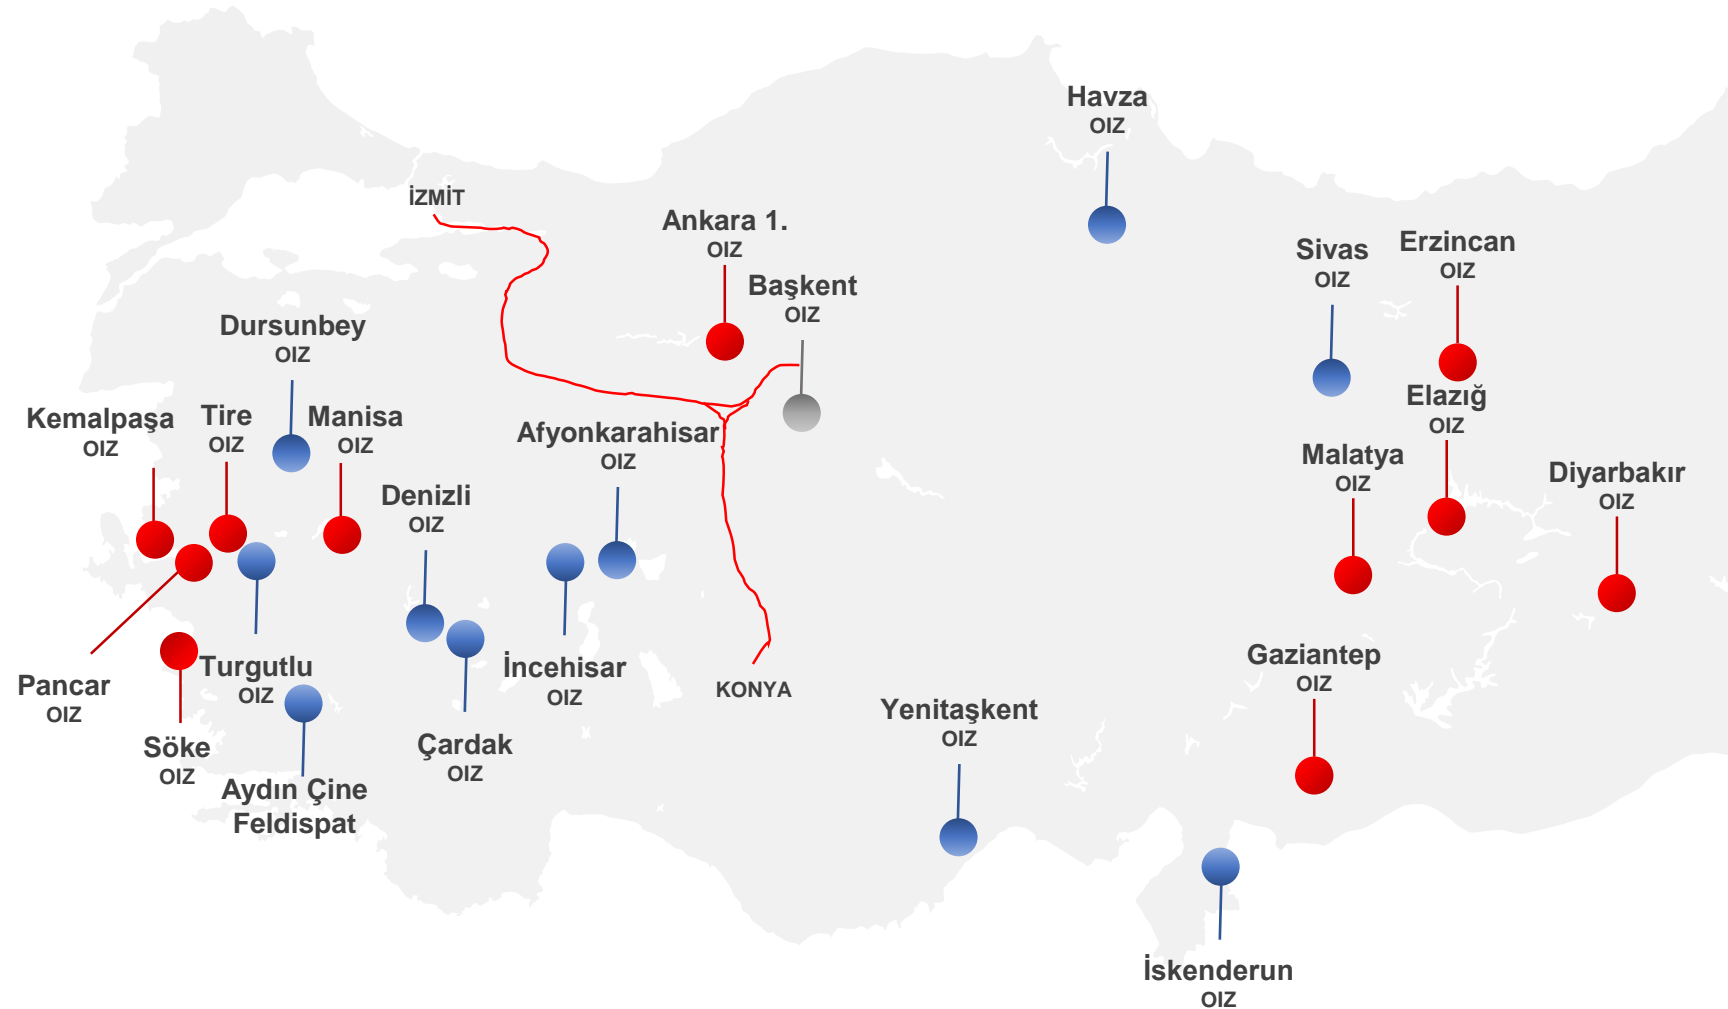 Havza
OIZ
İZMİT
Ankara 1.
OIZ
Sivas
OIZ
Erzincan
OIZ
Başkent
OIZ
Dursunbey
OIZ
Kemalpaşa
OIZ
Tire
OIZ
Manisa
OIZ
Afyonkarahisar
OIZ
Elazığ
OIZ
Malatya
OIZ
Diyarbakır
OIZ
Denizli
OIZ
Pancar
OIZ
Turgutlu
OIZ
İncehisar
OIZ
KONYA
Gaziantep
OIZ
Yenitaşkent
OIZ
Söke
OIZ
Çardak
OIZ
Aydın Çine
Feldispat
İskenderun
OIZ